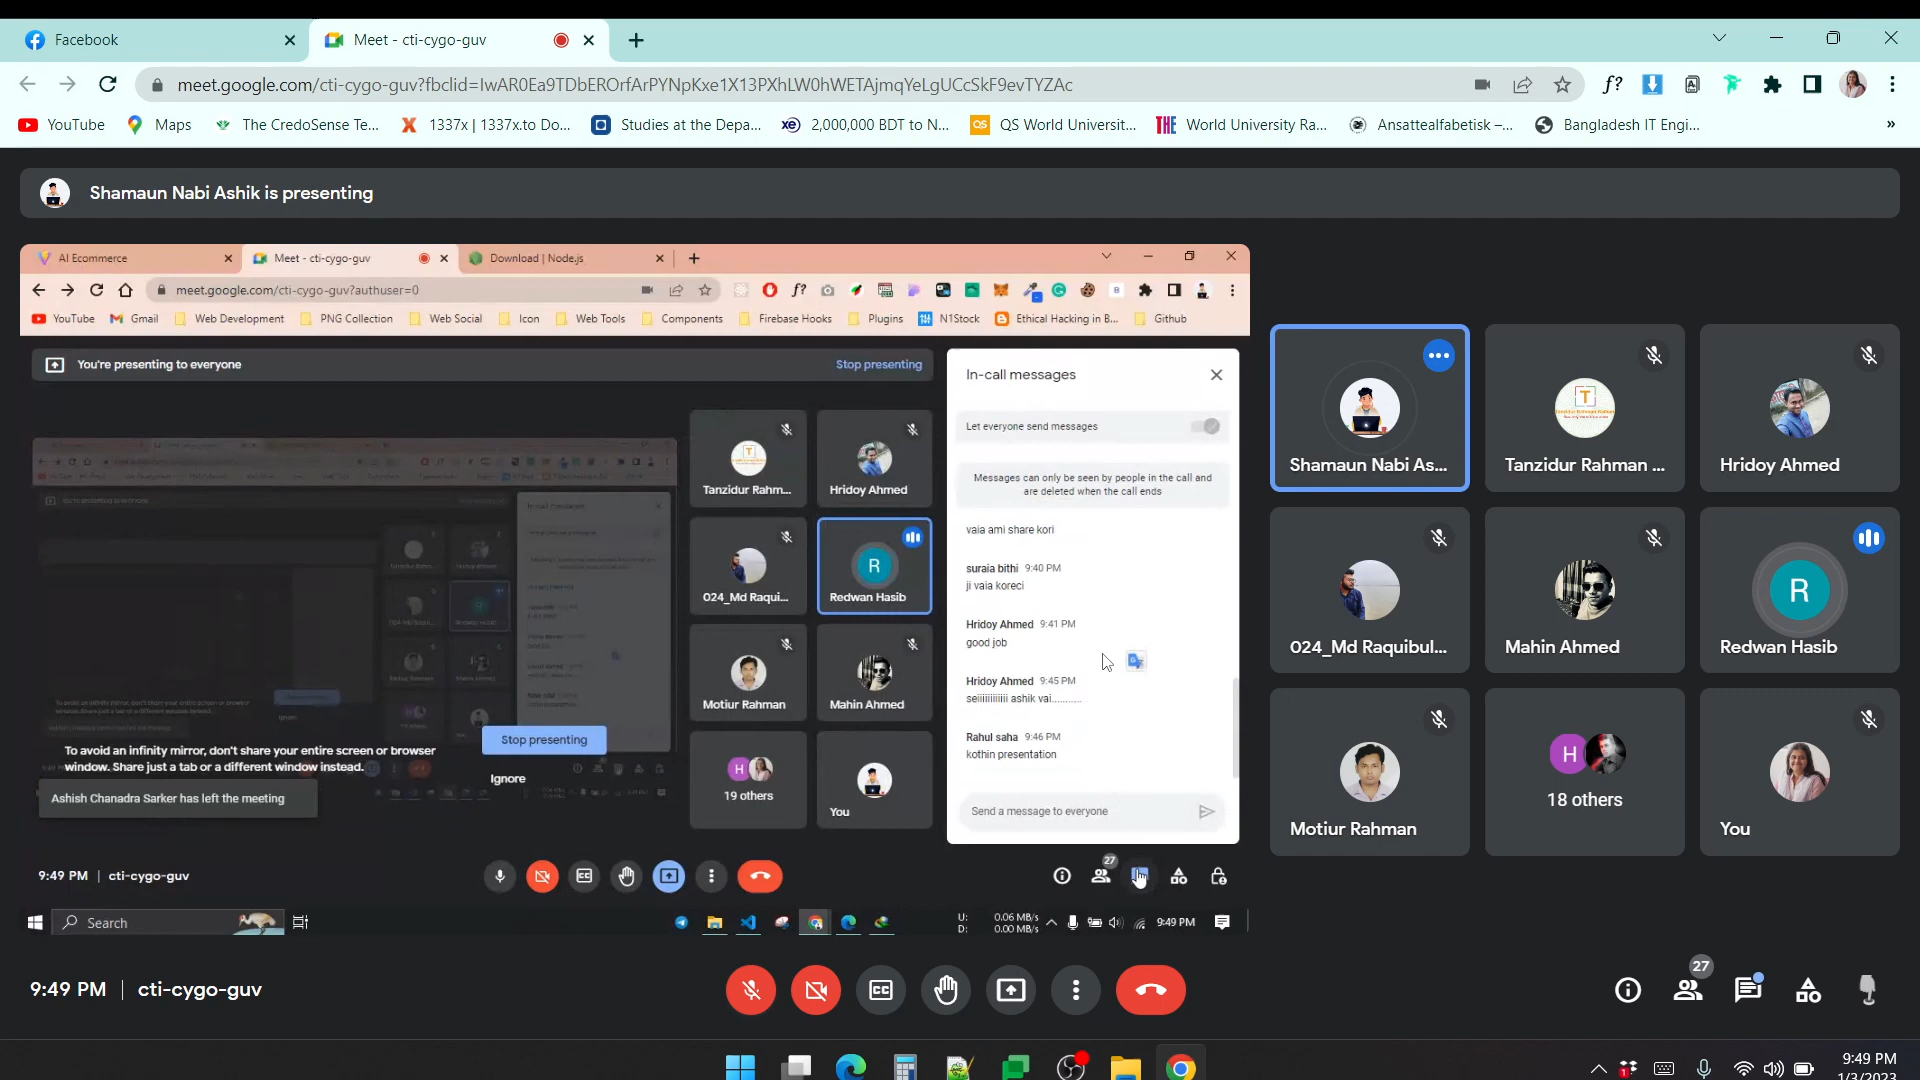 Facebook
Meet - cti-cygo-guv
meet.google.com/cti-cygo-guv?fbclid=IwAR0Ea9TDbEROrfArPYNpKxe1X13PXhLW0hWETAjmqYeLgUCcSkF9evTYZAc
YouTube
Maps
The CredoSense Te...
1337x | 1337x.to Do...
Studies at the Depa...
2,000,000 BDT to N...
QS World Universit...
World University Ra...
Ansattealfabetisk –...
Bangladesh IT Engi...
»
Shamaun Nabi Ashik is presenting
AI Ecommerce
Meet - cti-cygo-guv
Download | Node.js
meet.google.com/cti-cygo-guv?authuser=0
YouTube
Gmail
Web Development
PNG Collection
Web Social
Icon
Web Tools
Components
Firebase Hooks
Plugins
N1Stock
Ethical Hacking in B...
Github
You're presenting to everyone
Stop presenting
In-call messages
Let everyone send messages
Messages can only be seen by people in the call and
are deleted when the call ends
vaia ami share kori
suraia bithi 9:40 PM
ji vaia koreci
Hridoy Ahmed 9:41 PM
good job
Hridoy Ahmed 9:45 PM
Rahul saha 9:46 PM
kothin presentation
Send a message to everyone
Tanzidur Rahm...
Hridoy Ahmed
024_Md Raqui...
R
Redwan Hasib
Motiur Rahman
Mahin Ahmed
H
19 others
You
To avoid an infinity mirror, don't share your entire screen or browser
window. Share just a tab or a different window instead.
Stop presenting
Ignore
Ashish Chanadra Sarker has left the meeting
9:49 PM | cti-cygo-guv
27
Search
U: 0.06 MB/s
D: 0.00 MB/s
9:49 PM
Shamaun Nabi As...
Tanzidur Rahman ...
Hridoy Ahmed
024_Md Raquibul...
Mahin Ahmed
R
Redwan Hasib
Motiur Rahman
H
18 others
You
9:49 PM | cti-cygo-guv
27
9:49 PM
1/3/2023